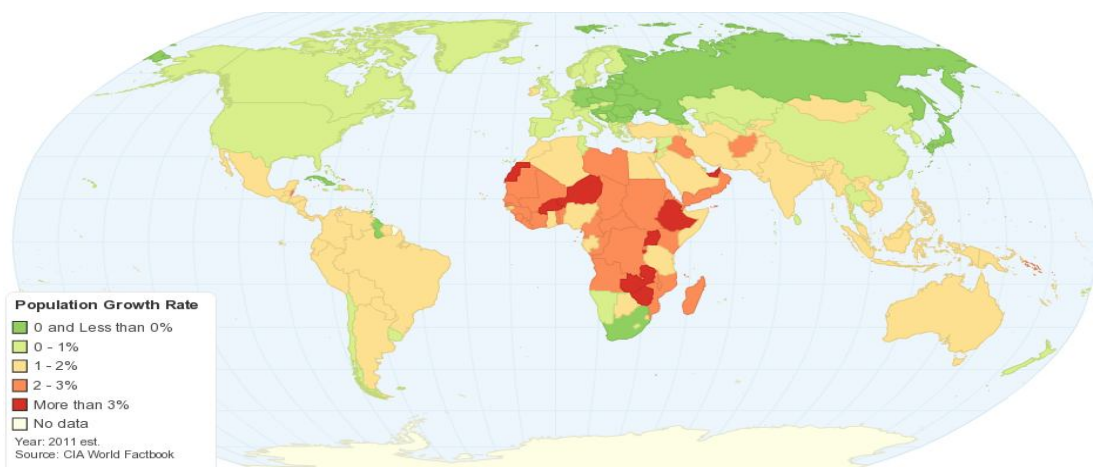 Population Growth Rate
0 and Less than 0%
0 - 1%
1 - 2%
2 - 3%
More than 3%
No data
Year: 2011 est.
Source: CIA World Factbook